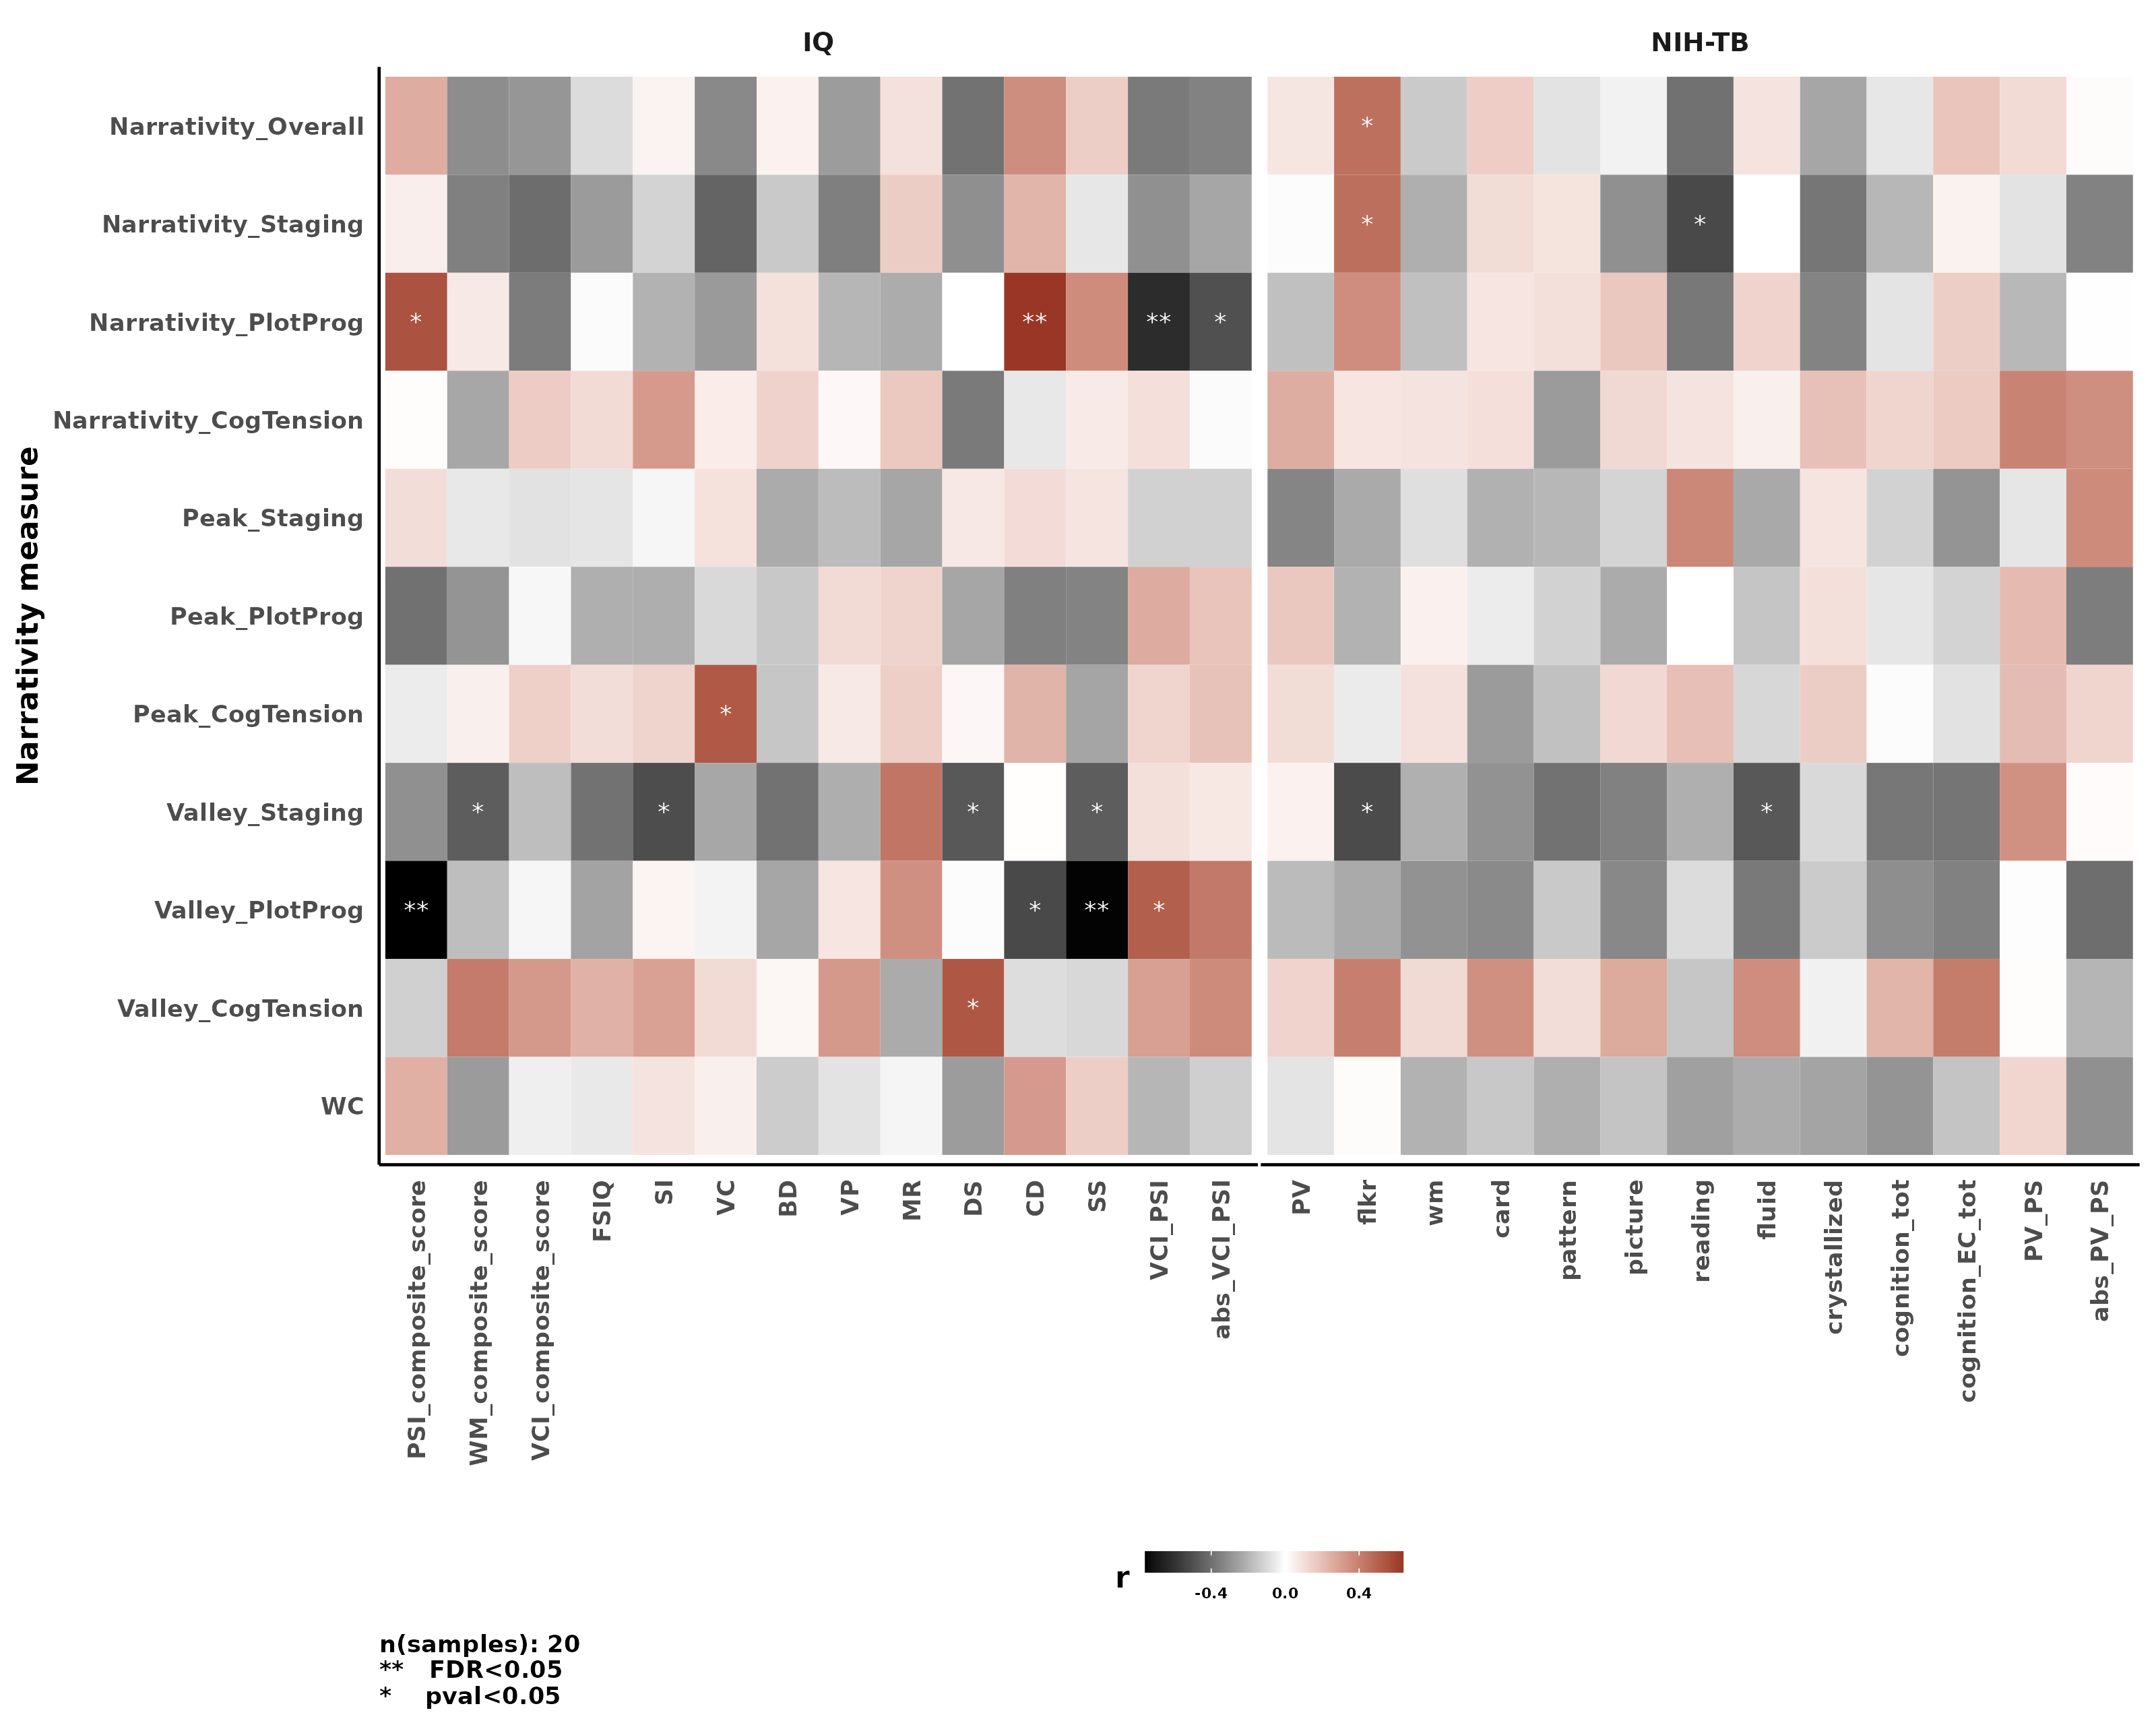 IQ
NIH-TB
Narrativity measure
Narrativity_Overall
* 
Narrativity_Staging
* *
Narrativity_PlotProg
* ** ** *
Narrativity_CogTension
Peak_Staging
Peak_PlotProg
Peak_CogTension
*
Valley_Staging
* * * * * *
Valley_PlotProg
** * ** *
Valley_CogTension
*
WC
PSI_composite_score
WM_composite_score
VCI_composite_score
FSIQ
SI
VC
BD
VP
MR
DS
CD
SS
VCI_PSI
abs_VCI_PSI
PV
flkr
wm
card
pattern
picture
reading
fluid
crystallized
cognition_tot
cognition_EC_tot
PV_PS
abs_PV_PS
r
-0.4 0.0 0.4
n(samples): 20
** FDR<0.05
* pval<0.05